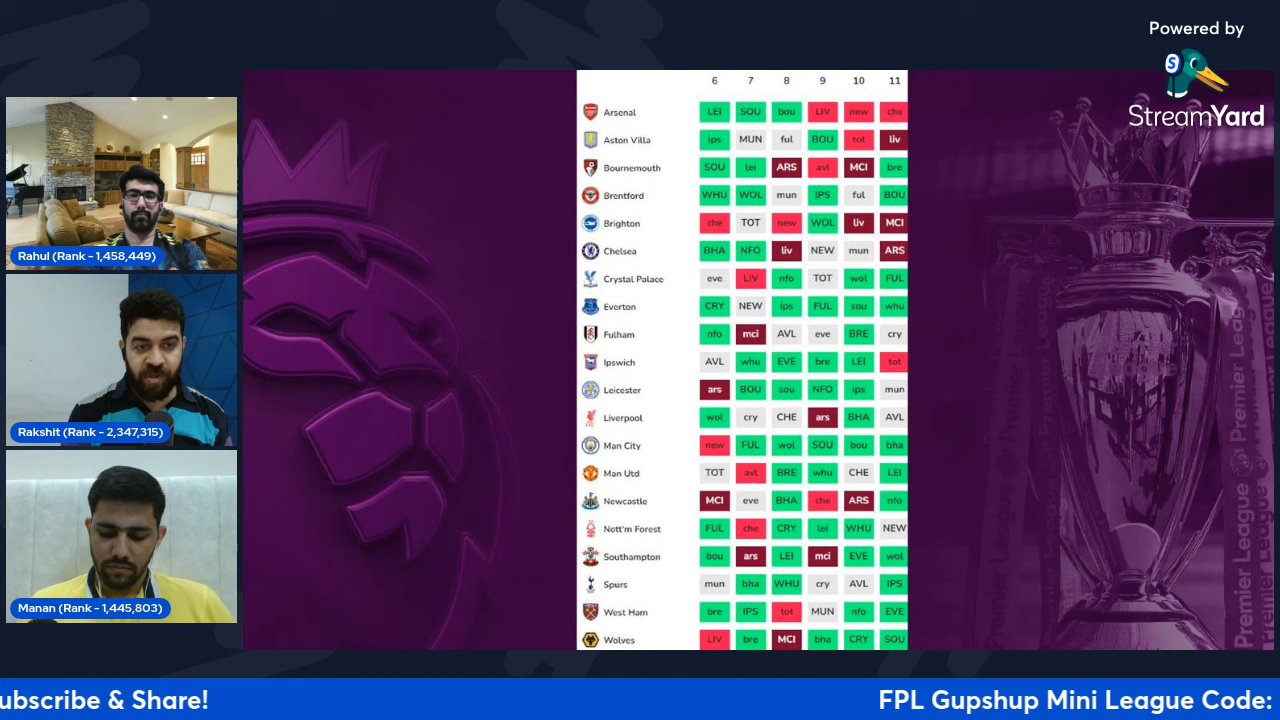 Powered by
StreamYard
Rahul (Rank - 1,458,449)
Rakshit (Rank - 2,347,315)
Manan (Rank - 1,445,803)
6 7 8 9 10 11
Arsenal LEI SOU bou LIV new che
Aston Villa ips MUN ful BOU tot liv
Bournemouth SOU lei ARS avl MCI bre
Brentford WHU WOL mun IPS ful BOU
Brighton che TOT new WOL liv MCI
Chelsea BHA NFO liv NEW mun ARS
Crystal Palace eve LIV nfo TOT wol FUL
Everton CRY NEW ips FUL sou whu
Fulham nfo mci AVL eve BRE cry
Ipswich AVL whu EVE bre LEI tot
Leicester ars BOU sou NFO ips mun
Liverpool wol cry CHE ars BHA AVL
Man City new FUL wol SOU bou bha
Man Utd TOT avl BRE whu CHE LEI
Newcastle MCI eve BHA che ARS nfo
Nott'm Forest FUL che CRY lei WHU NEW
Southampton bou ars LEI mci EVE wol
Spurs mun bha WHU cry AVL IPS
West Ham bre IPS tot MUN nfo EVE
Wolves LIV bre MCI bha CRY SOU
Premier League Premier League
ubscribe & Share!
FPL Gupshup Mini League Code: